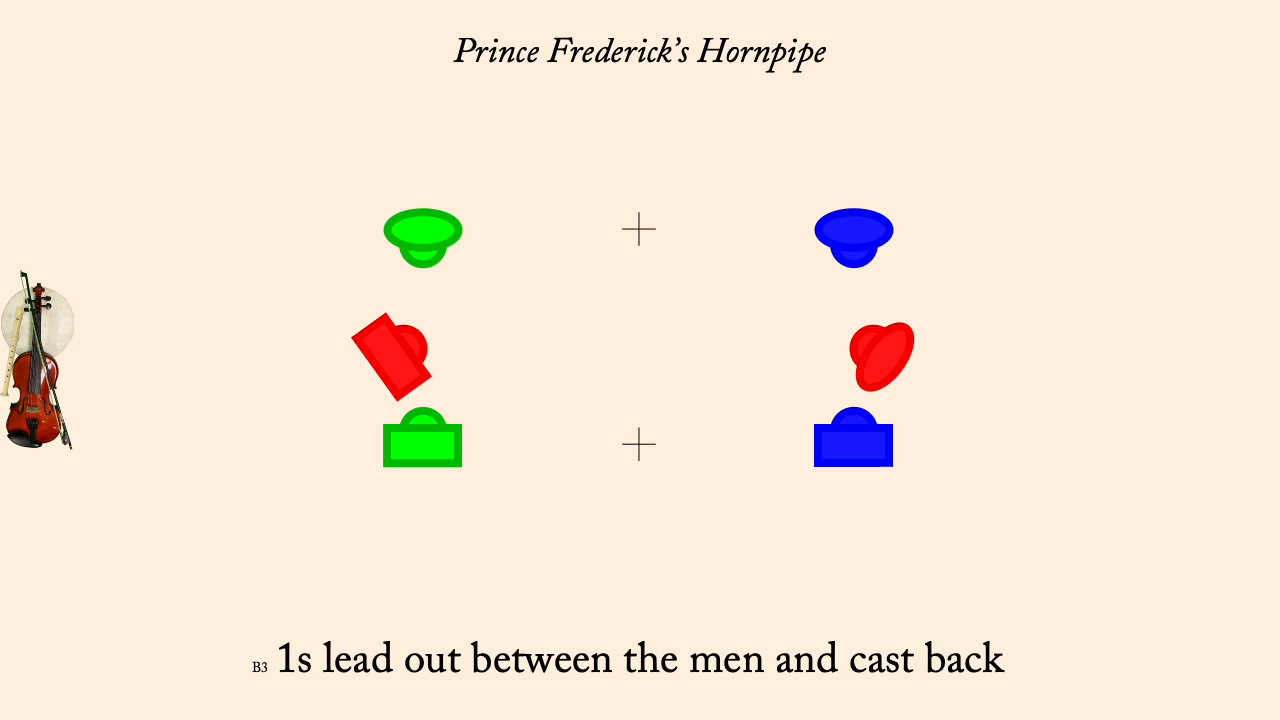 Prince Frederick's Hornpipe
B3 1s lead out between the men and cast back